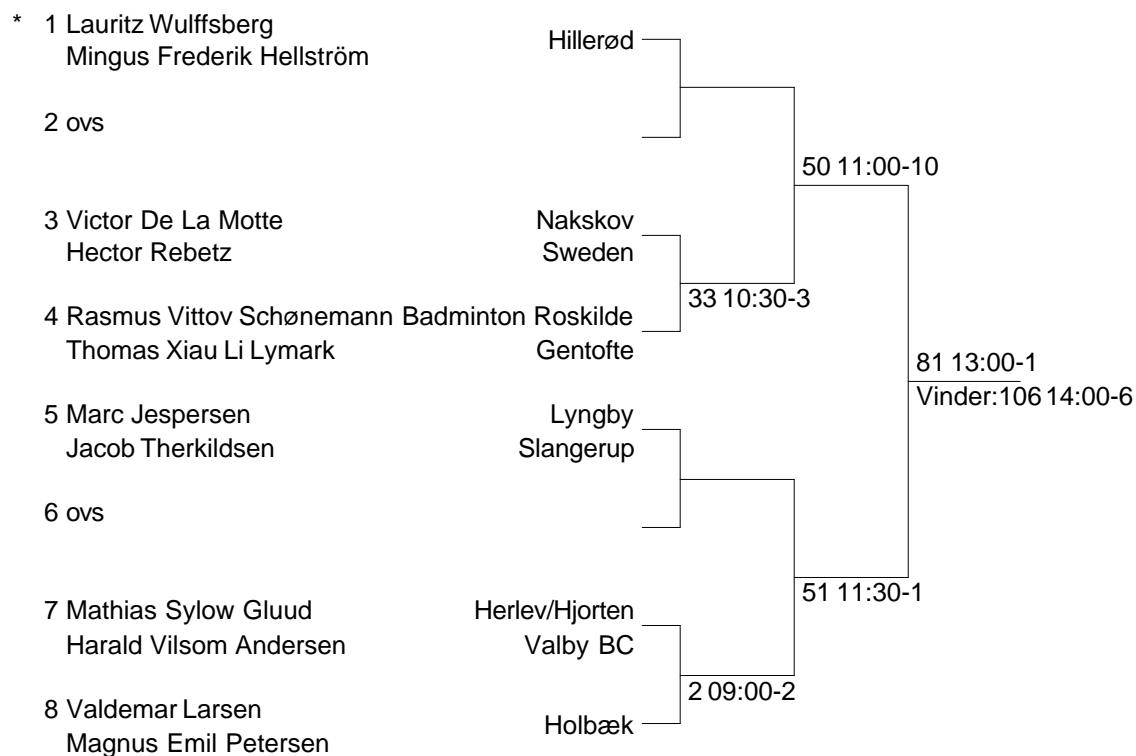 * 1 Lauritz Wulffsberg Hillerød
Mingus Frederik Hellström
2 ovs
50 11:00-10
3 Victor De La Motte Nakskov
Hector Rebetz Sweden
33 10:30-3
4 Rasmus Vittov Schønemann Badminton Roskilde
Thomas Xiau Li Lymark Gentofte
81 13:00-1
Vinder:106 14:00-6
5 Marc Jespersen Lyngby
Jacob Therkildsen Slangerup
6 ovs
51 11:30-1
7 Mathias Sylow Gluud Herlev/Hjorten
Harald Vilsom Andersen Valby BC
2 09:00-2
8 Valdemar Larsen Holbæk
Magnus Emil Petersen